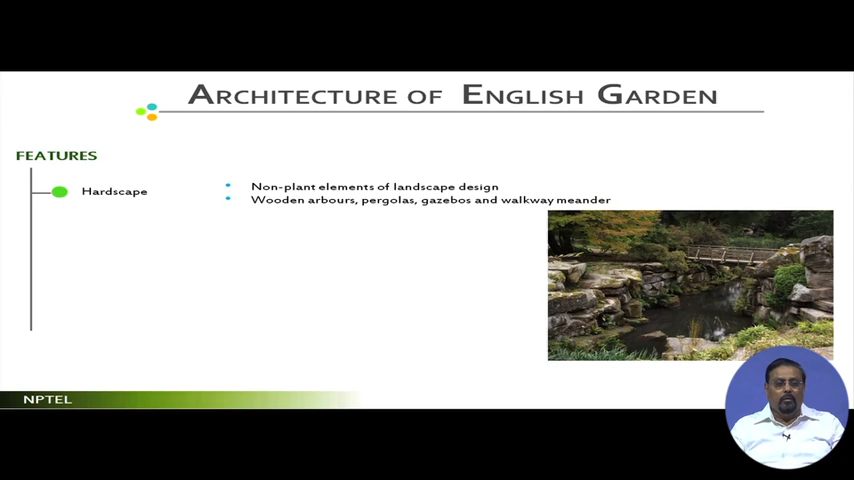 ARCHITECTURE OF ENGLISH GARDEN
FEATURES
Hardscape
Non-plant elements of landscape design
Wooden arbours, pergolas, gazebos and walkway meander
NPTEL